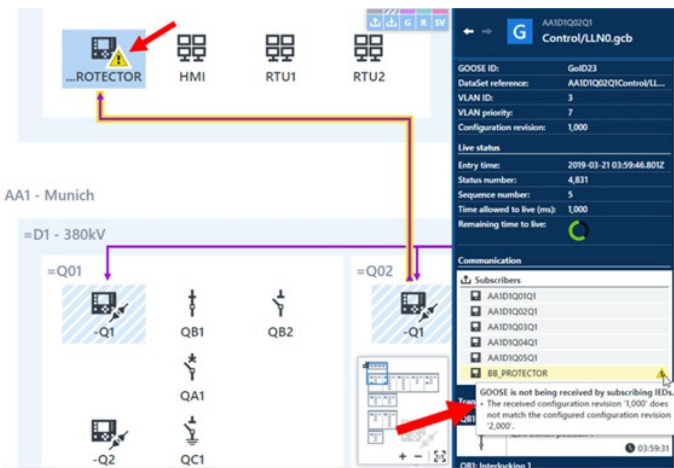 G R SV
...ROTECTOR
HMI
RTU1
RTU2
AA1 - Munich
=D1 - 380kV
=Q01
=Q02
-Q1
QB1
QB2
-Q1
QA1
-Q2
QC1
G
AA1D1Q02Q1
Control/LLN0.gcb
GOOSE ID: GoID23
DataSet reference: AA1D1Q02Q1Control/LL...
VLAN ID: 3
VLAN priority: 7
Configuration revision: 1,000
Live status
Entry time: 2019-03-21 03:59:46.801Z
Status number: 4,831
Sequence number: 5
Time allowed to live (ms): 1,000
Remaining time to live:
Communication
Subscribers
AA1D1Q01Q1
AA1D1Q02Q1
AA1D1Q03Q1
AA1D1Q04Q1
AA1D1Q05Q1
BB_PROTECTOR
GOOSE is not being received by subscribing IEDs.
• The received configuration revision '1,000' does
not match the configured configuration revision
'2,000'.
03:59:31
QB1: Interlocking 1